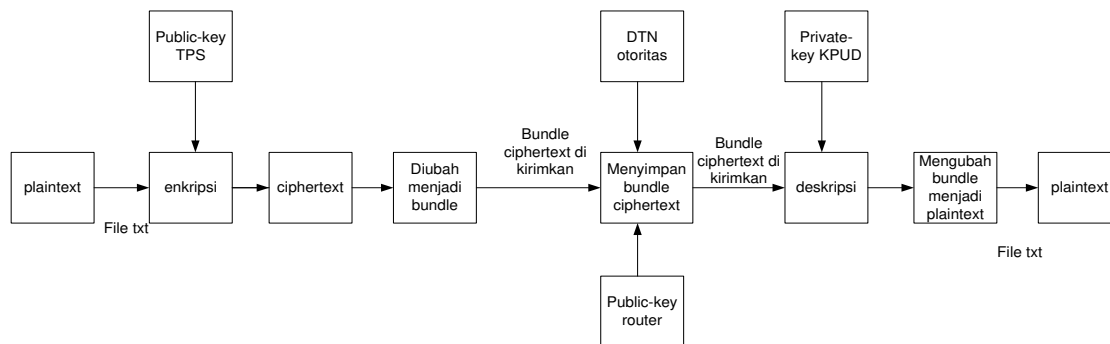 Public-key
TPS
DTN
otoritas
Private-
key KPUD
plaintext
File txt
enkripsi
ciphertext
Diubah
menjadi
bundle
Bundle
ciphertext di
kirimkan
Menyimpan
bundle
ciphertext
Bundle
ciphertext di
kirimkan
deskripsi
Mengubah
bundle
menjadi
plaintext
plaintext
File txt
Public-key
router